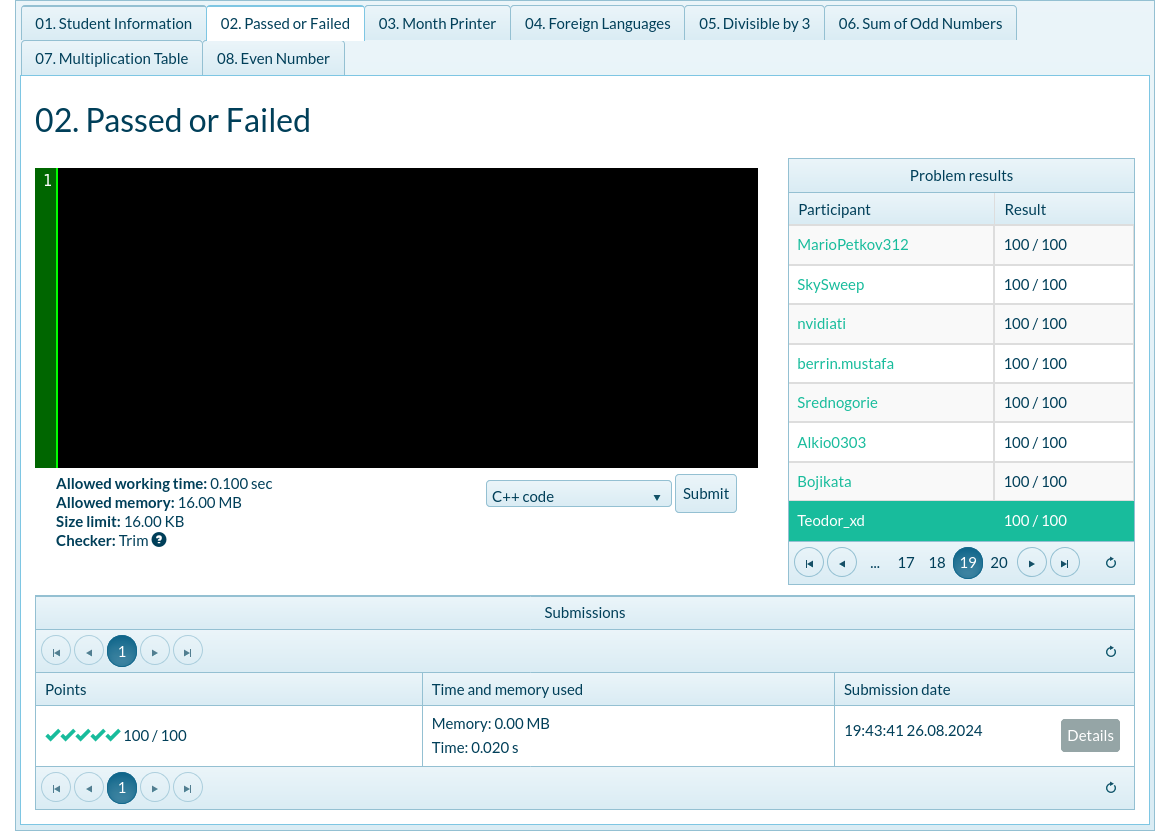 01. Student Information
02. Passed or Failed
03. Month Printer
04. Foreign Languages
05. Divisible by 3
06. Sum of Odd Numbers
07. Multiplication Table
08. Even Number
02. Passed or Failed
1
Allowed working time: 0.100 sec
Allowed memory: 16.00 MB
Size limit: 16.00 KB
Checker: Trim ?
C++ code
Submit
Problem results
Participant Result
MarioPetkov312 100 / 100
SkySweep 100 / 100
nvidiati 100 / 100
berrin.mustafa 100 / 100
Srednogorie 100 / 100
Alkio0303 100 / 100
Bojikata 100 / 100
Teodor_xd 100 / 100
... 17 18 19 20
Submissions
1
Points Time and memory used Submission date
100 / 100
Memory: 0.00 MB
Time: 0.020 s
19:43:41 26.08.2024
Details
1